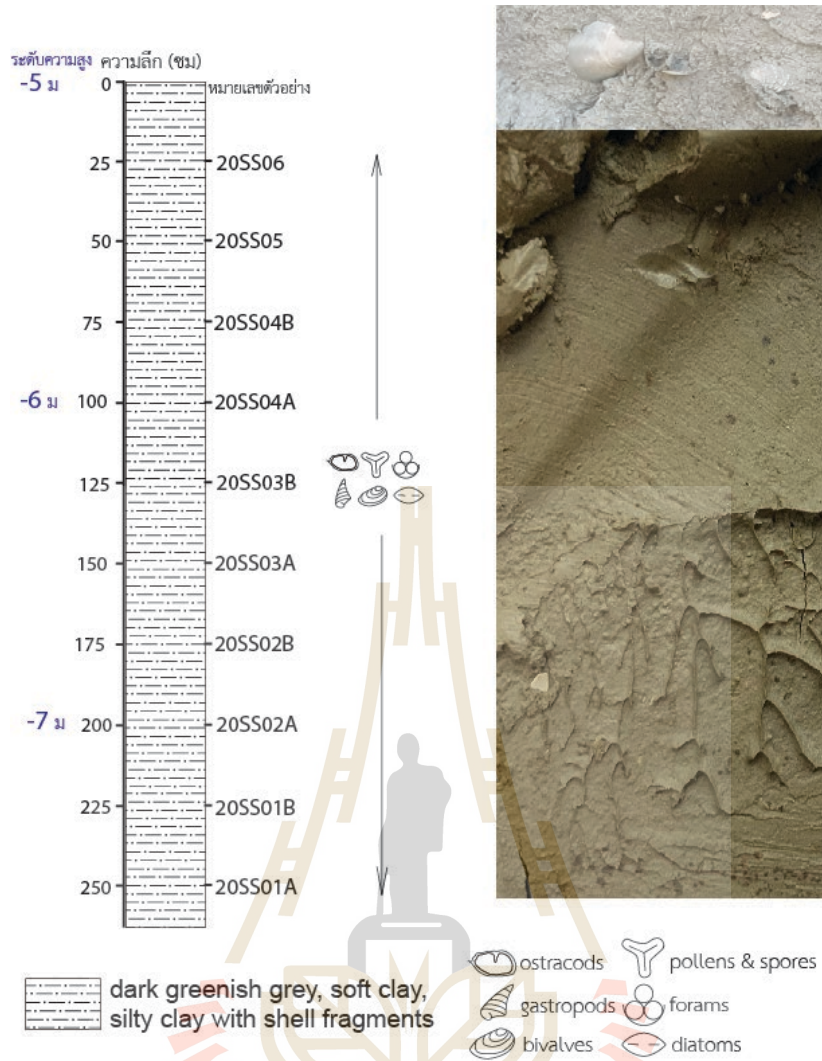 ระดับความสูง ความลึก (ซม)
-5 ม 0 หมายเลขตัวอย่าง
25 20SS06
50 20SS05
75 20SS04B
-6 ม 100 20SS04A
125 20SS03B
150 20SS03A
175 20SS02B
-7 ม 200 20SS02A
225 20SS01B
250 20SS01A
dark greenish grey, soft clay,
silty clay with shell fragments
ostracods pollens & spores
gastropods forams
bivalves diatoms